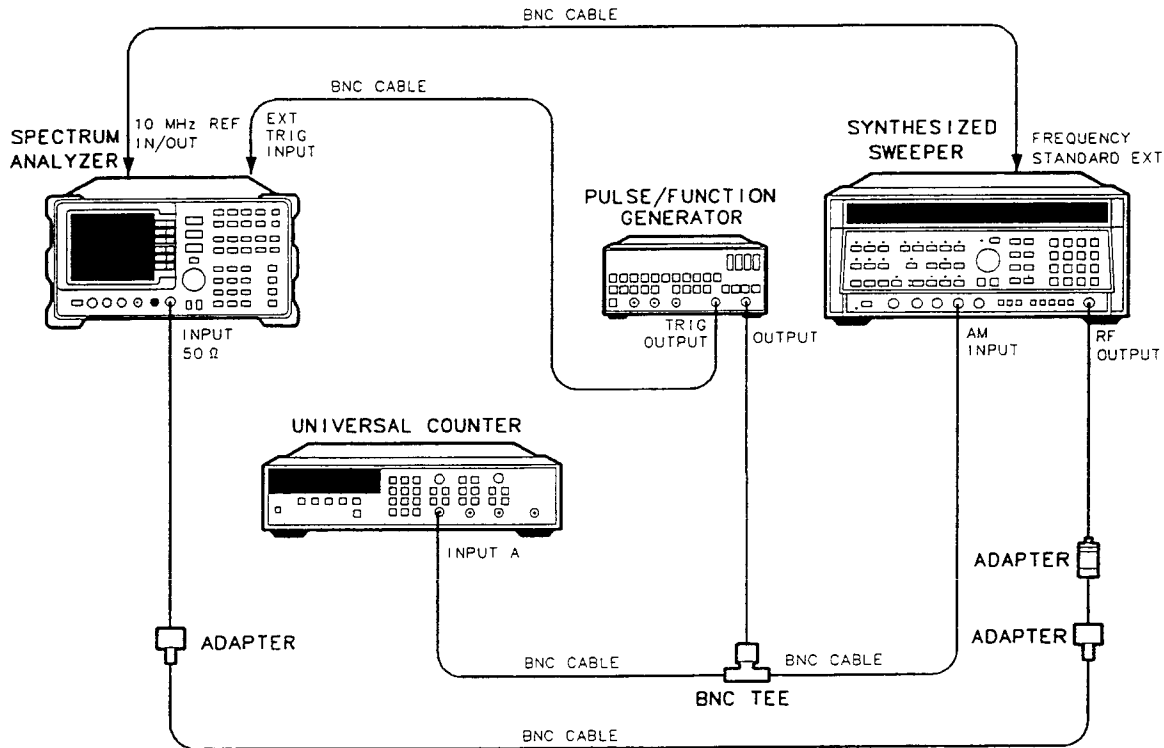 BNC CABLE
BNC CABLE
SPECTRUM
ANALYZER
10 MHz REF
IN/OUT
EXT
TRIG
INPUT
SYNTHESIZED
SWEEPER
FREQUENCY
STANDARD EXT
PULSE/FUNCTION
GENERATOR
INPUT
50 Ω
TRIG
OUTPUT
OUTPUT
AM
INPUT
RF
OUTPUT
UNIVERSAL COUNTER
INPUT A
ADAPTER
ADAPTER
ADAPTER
BNC CABLE
BNC CABLE
BNC TEE
BNC CABLE